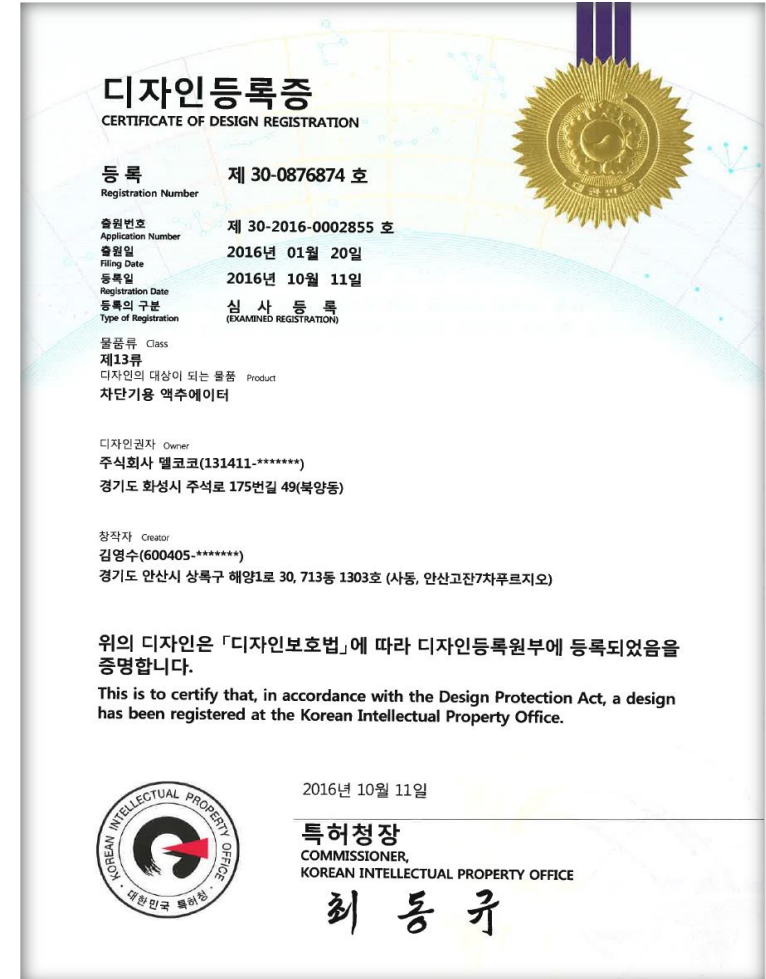 디자인등록증
CERTIFICATE OF DESIGN REGISTRATION
등 록 제 30-0876874 호
Registration Number
출원번호 제 30-2016-0002855 호
Application Number
출원일 2016년 01월 20일
Filing Date
등록일 2016년 10월 11일
Registration Date
등록의 구분 심 사 등 록
Type of Registration (EXAMINED REGISTRATION)
물품류 Class
제13류
디자인의 대상이 되는 물품 Product
차단기용 액추에이터
디자인권자 Owner
주식회사 델코코(131411-*******)
경기도 화성시 주석로 175번길 49(북양동)
창작자 Creator
김영수(600405-*******)
경기도 안산시 상록구 해양1로 30, 713동 1303호 (사동, 안산고잔7차푸르지오)
위의 디자인은 「디자인보호법」에 따라 디자인등록원부에 등록되었음을
증명합니다.
This is to certify that, in accordance with the Design Protection Act, a design
has been registered at the Korean Intellectual Property Office.
2016년 10월 11일
특허청장
COMMISSIONER,
KOREAN INTELLECTUAL PROPERTY OFFICE
최 동 규
KOREAN INTELLECTUAL PROPERTY OFFICE
대한민국 특허청